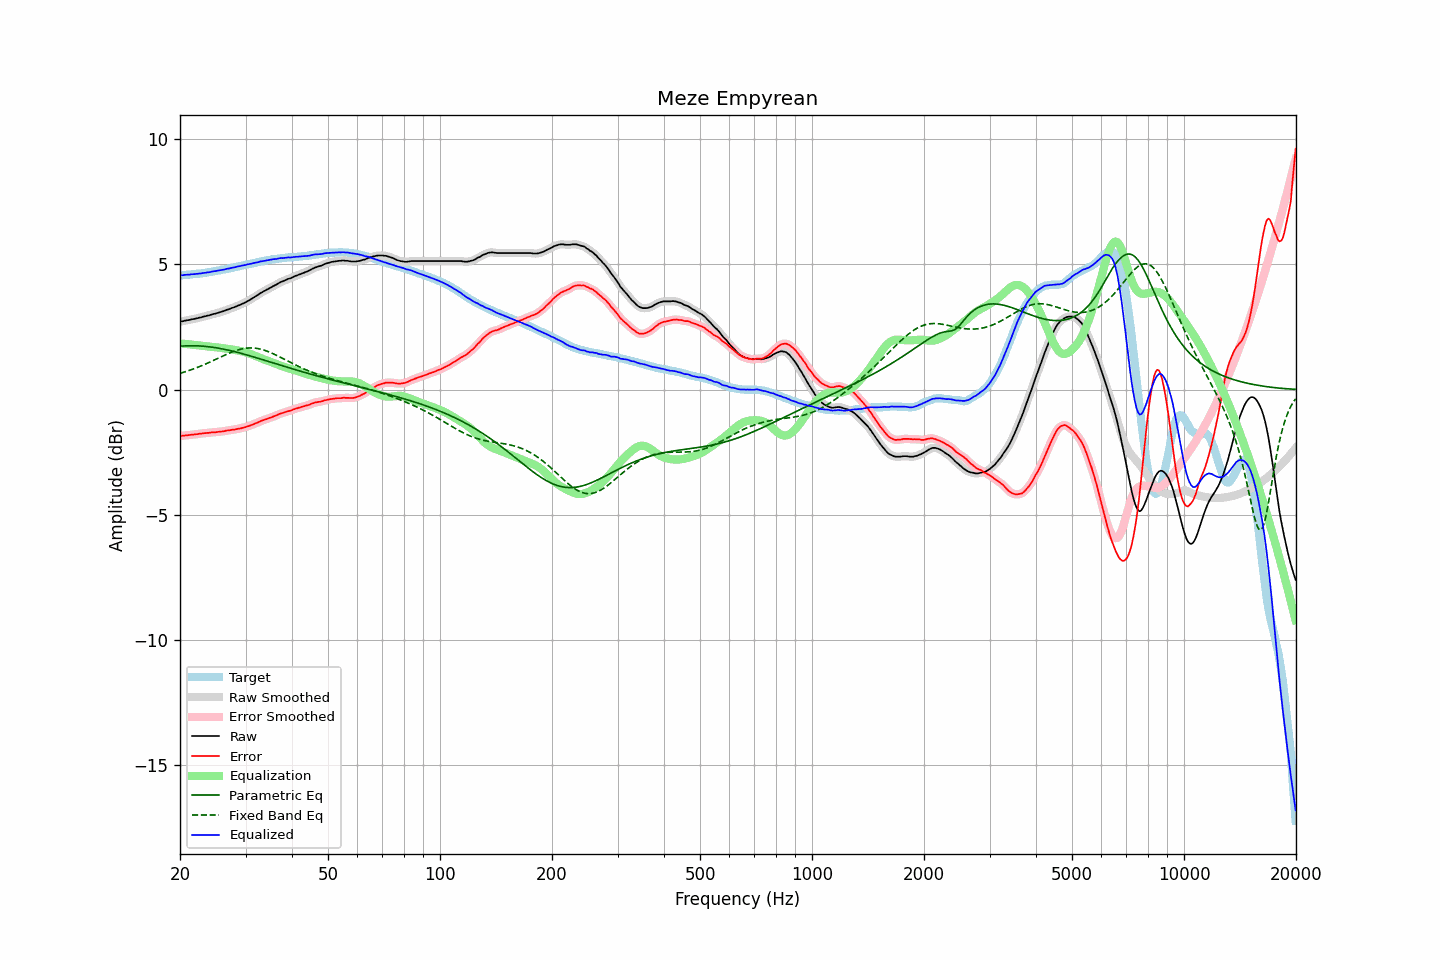 Meze Empyrean
Amplitude (dBr)
10
5
0
−5
−10
−15
Target
Raw Smoothed
Error Smoothed
Raw
Error
Equalization
Parametric Eq
Fixed Band Eq
Equalized
20 50 100 200 500 1000 2000 5000 10000 20000
Frequency (Hz)